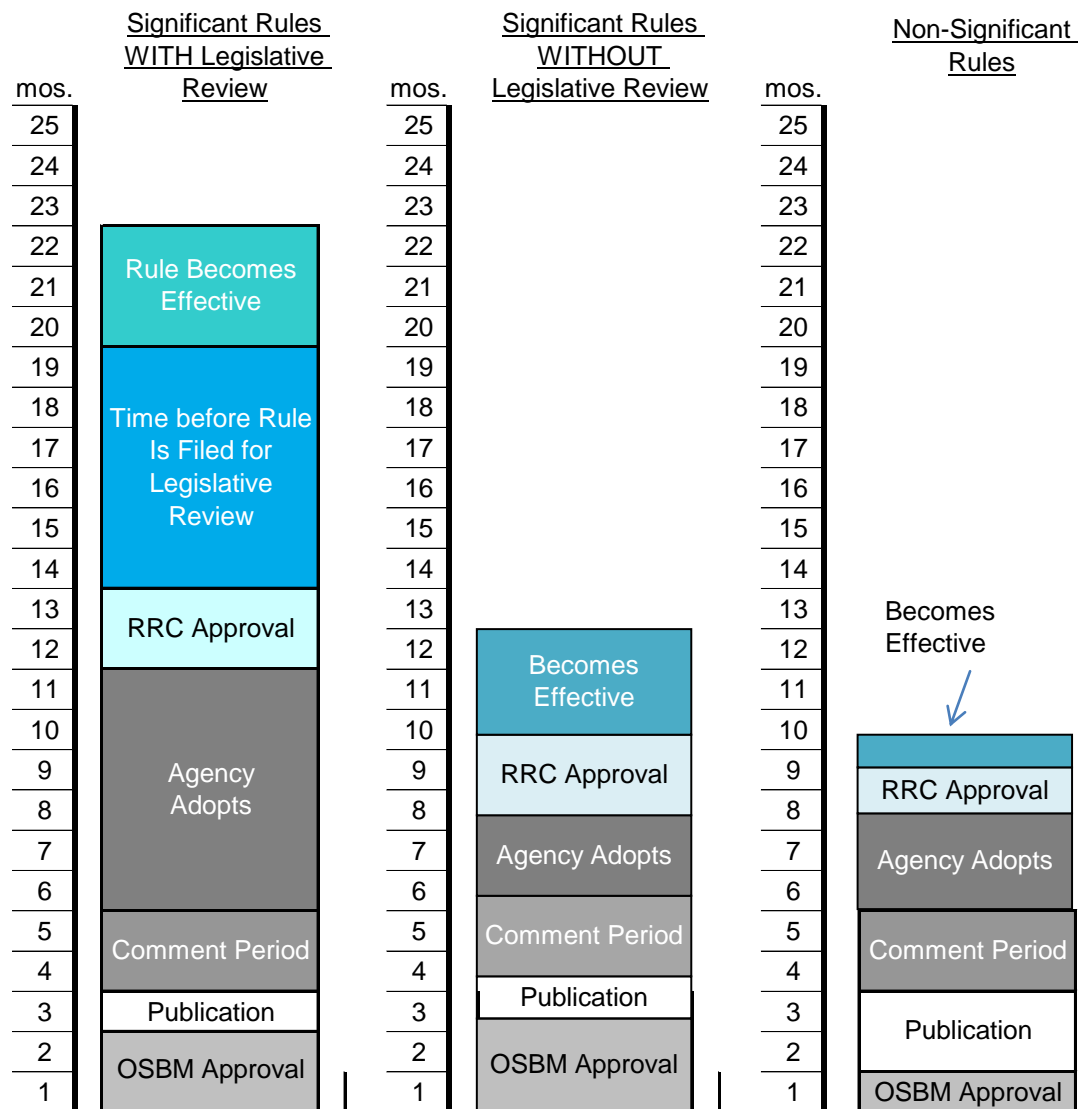 Significant Rules
WITH Legislative
Review
mos.
25
24
23
22
21
20
19
18
17
16
15
14
13
12
11
10
9
8
7
6
5
4
3
2
1
Rule Becomes
Effective
Time before Rule
Is Filed for
Legislative
Review
RRC Approval
Agency
Adopts
Comment Period
Publication
OSBM Approval
Significant Rules
WITHOUT
Legislative Review
mos.
25
24
23
22
21
20
19
18
17
16
15
14
13
12
11
10
9
8
7
6
5
4
3
2
1
Becomes
Effective
RRC Approval
Agency Adopts
Comment Period
Publication
OSBM Approval
Non-Significant
Rules
mos.
25
24
23
22
21
20
19
18
17
16
15
14
13
12
11
10
9
8
7
6
5
4
3
2
1
Becomes
Effective
RRC Approval
Agency Adopts
Comment Period
Publication
OSBM Approval